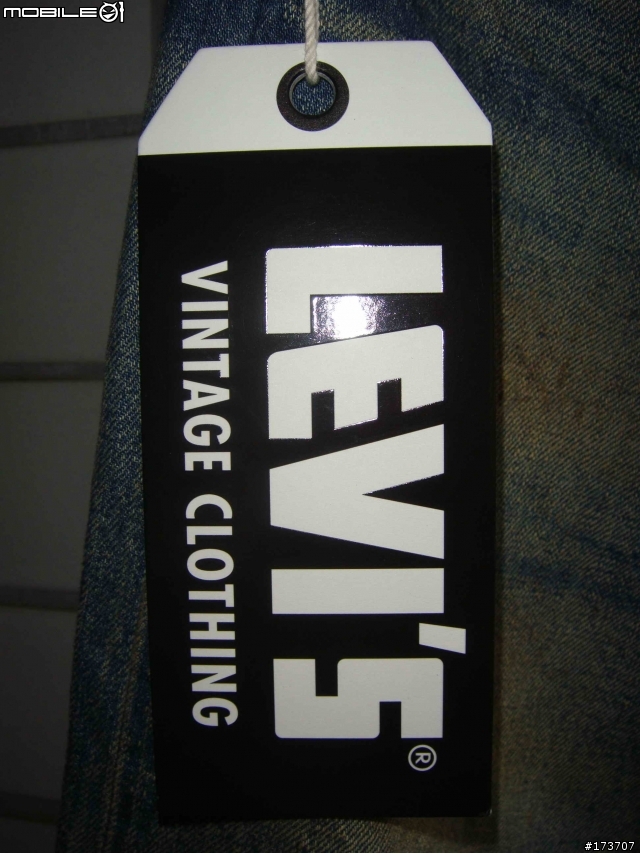 MOBILE01
LEVI'S®
VINTAGE CLOTHING
#173707